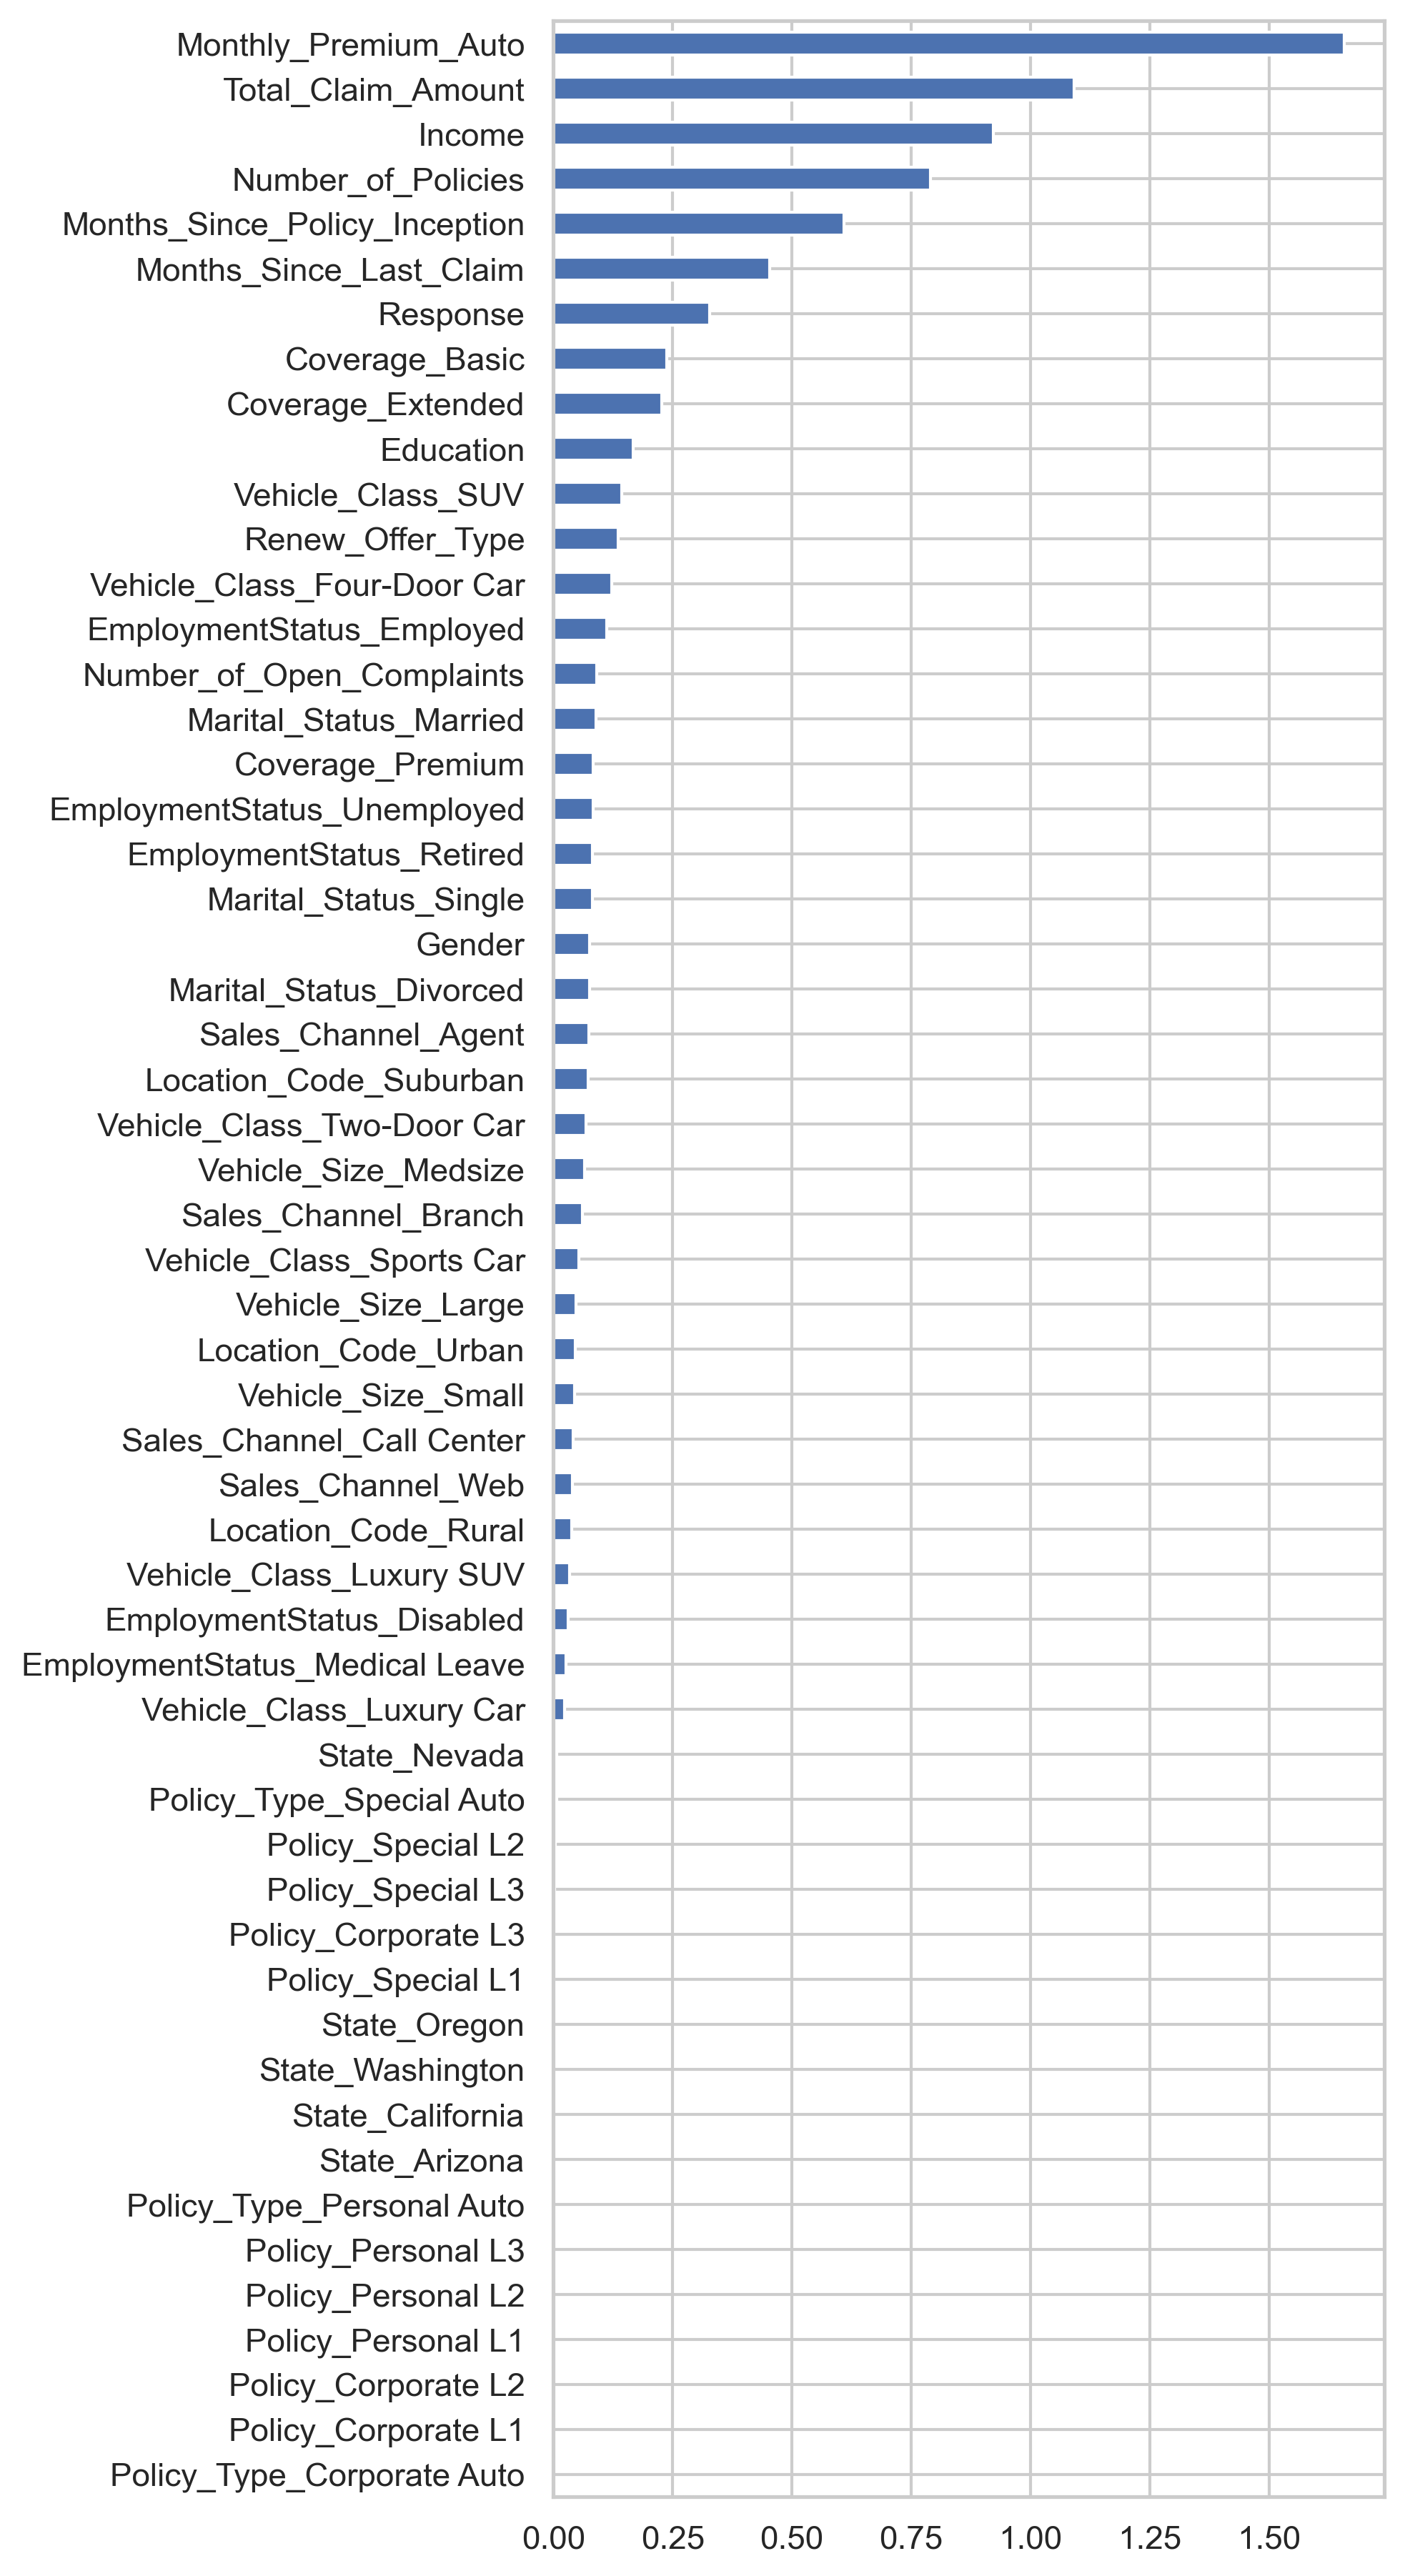 Monthly_Premium_Auto
Total_Claim_Amount
Income
Number_of_Policies
Months_Since_Policy_Inception
Months_Since_Last_Claim
Response
Coverage_Basic
Coverage_Extended
Education
Vehicle_Class_SUV
Renew_Offer_Type
Vehicle_Class_Four-Door Car
EmploymentStatus_Employed
Number_of_Open_Complaints
Marital_Status_Married
Coverage_Premium
EmploymentStatus_Unemployed
EmploymentStatus_Retired
Marital_Status_Single
Gender
Marital_Status_Divorced
Sales_Channel_Agent
Location_Code_Suburban
Vehicle_Class_Two-Door Car
Vehicle_Size_Medsize
Sales_Channel_Branch
Vehicle_Class_Sports Car
Vehicle_Size_Large
Location_Code_Urban
Vehicle_Size_Small
Sales_Channel_Call Center
Sales_Channel_Web
Location_Code_Rural
Vehicle_Class_Luxury SUV
EmploymentStatus_Disabled
EmploymentStatus_Medical Leave
Vehicle_Class_Luxury Car
State_Nevada
Policy_Type_Special Auto
Policy_Special L2
Policy_Special L3
Policy_Corporate L3
Policy_Special L1
State_Oregon
State_Washington
State_California
State_Arizona
Policy_Type_Personal Auto
Policy_Personal L3
Policy_Personal L2
Policy_Personal L1
Policy_Corporate L2
Policy_Corporate L1
Policy_Type_Corporate Auto
0.00 0.25 0.50 0.75 1.00 1.25 1.50